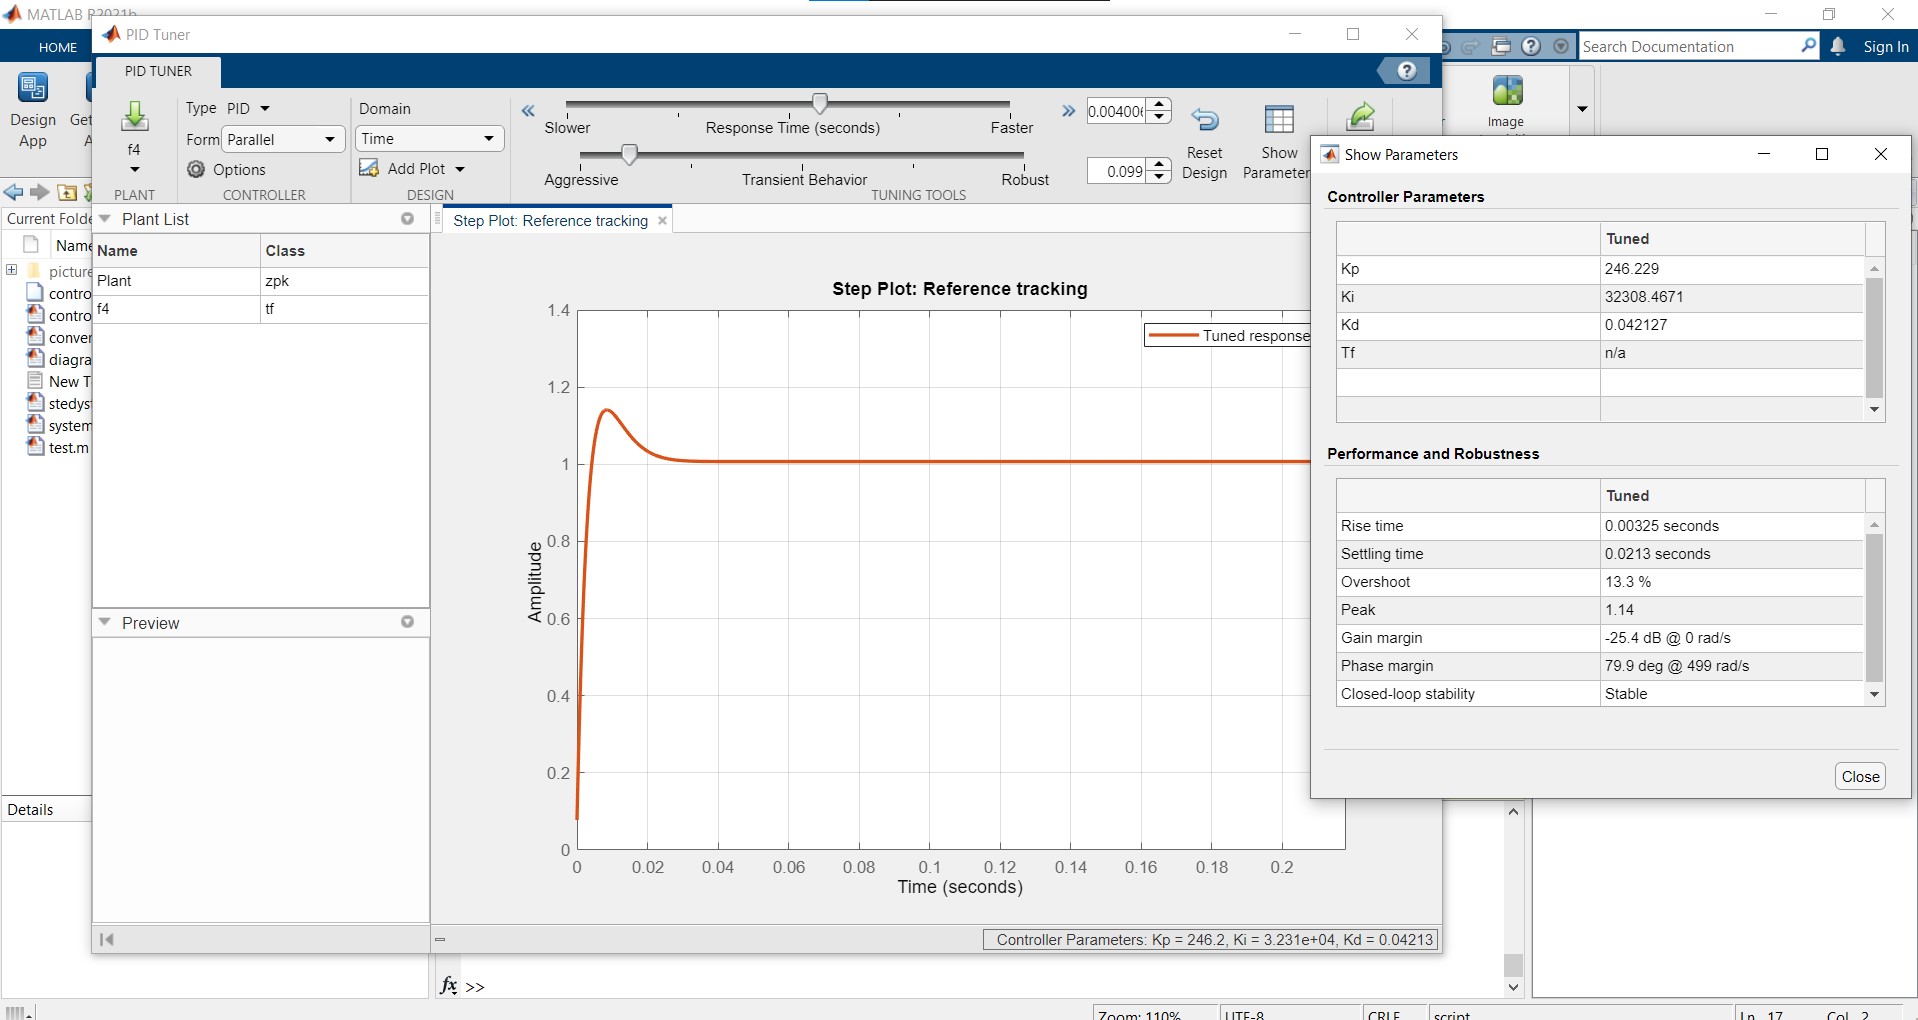 MATLAB R2021b
PID Tuner
HOME
PID TUNER
Search Documentation
Sign In
Design
App
Get
A
f4
PLANT
Type PID
Form Parallel
Options
CONTROLLER
Domain
Time
Add Plot
DESIGN
Slower
Response Time (seconds)
Faster
Aggressive
Transient Behavior
Robust
TUNING TOOLS
0.00400
0.099
Reset
Design
Show
Parameter
Image
Current Folde
Name
picture
contro
contro
conver
diagra
New T
stedyst
system
test.m
Details
Plant List
Name Class
Plant zpk
f4 tf
Preview
Step Plot: Reference tracking
Step Plot: Reference tracking
Tuned response
1.4
1.2
1
0.8
0.6
0.4
0.2
0
Amplitude
0 0.02 0.04 0.06 0.08 0.1 0.12 0.14 0.16 0.18 0.2
Time (seconds)
Controller Parameters: Kp = 246.2, Ki = 3.231e+04, Kd = 0.04213
Show Parameters
Controller Parameters
Tuned
Kp 246.229
Ki 32308.4671
Kd 0.042127
Tf n/a
Performance and Robustness
Tuned
Rise time 0.00325 seconds
Settling time 0.0213 seconds
Overshoot 13.3 %
Peak 1.14
Gain margin -25.4 dB @ 0 rad/s
Phase margin 79.9 deg @ 499 rad/s
Closed-loop stability Stable
Close
fx >>
Zoom: 110% UTF-8 CRLF script Ln 17 Col 2